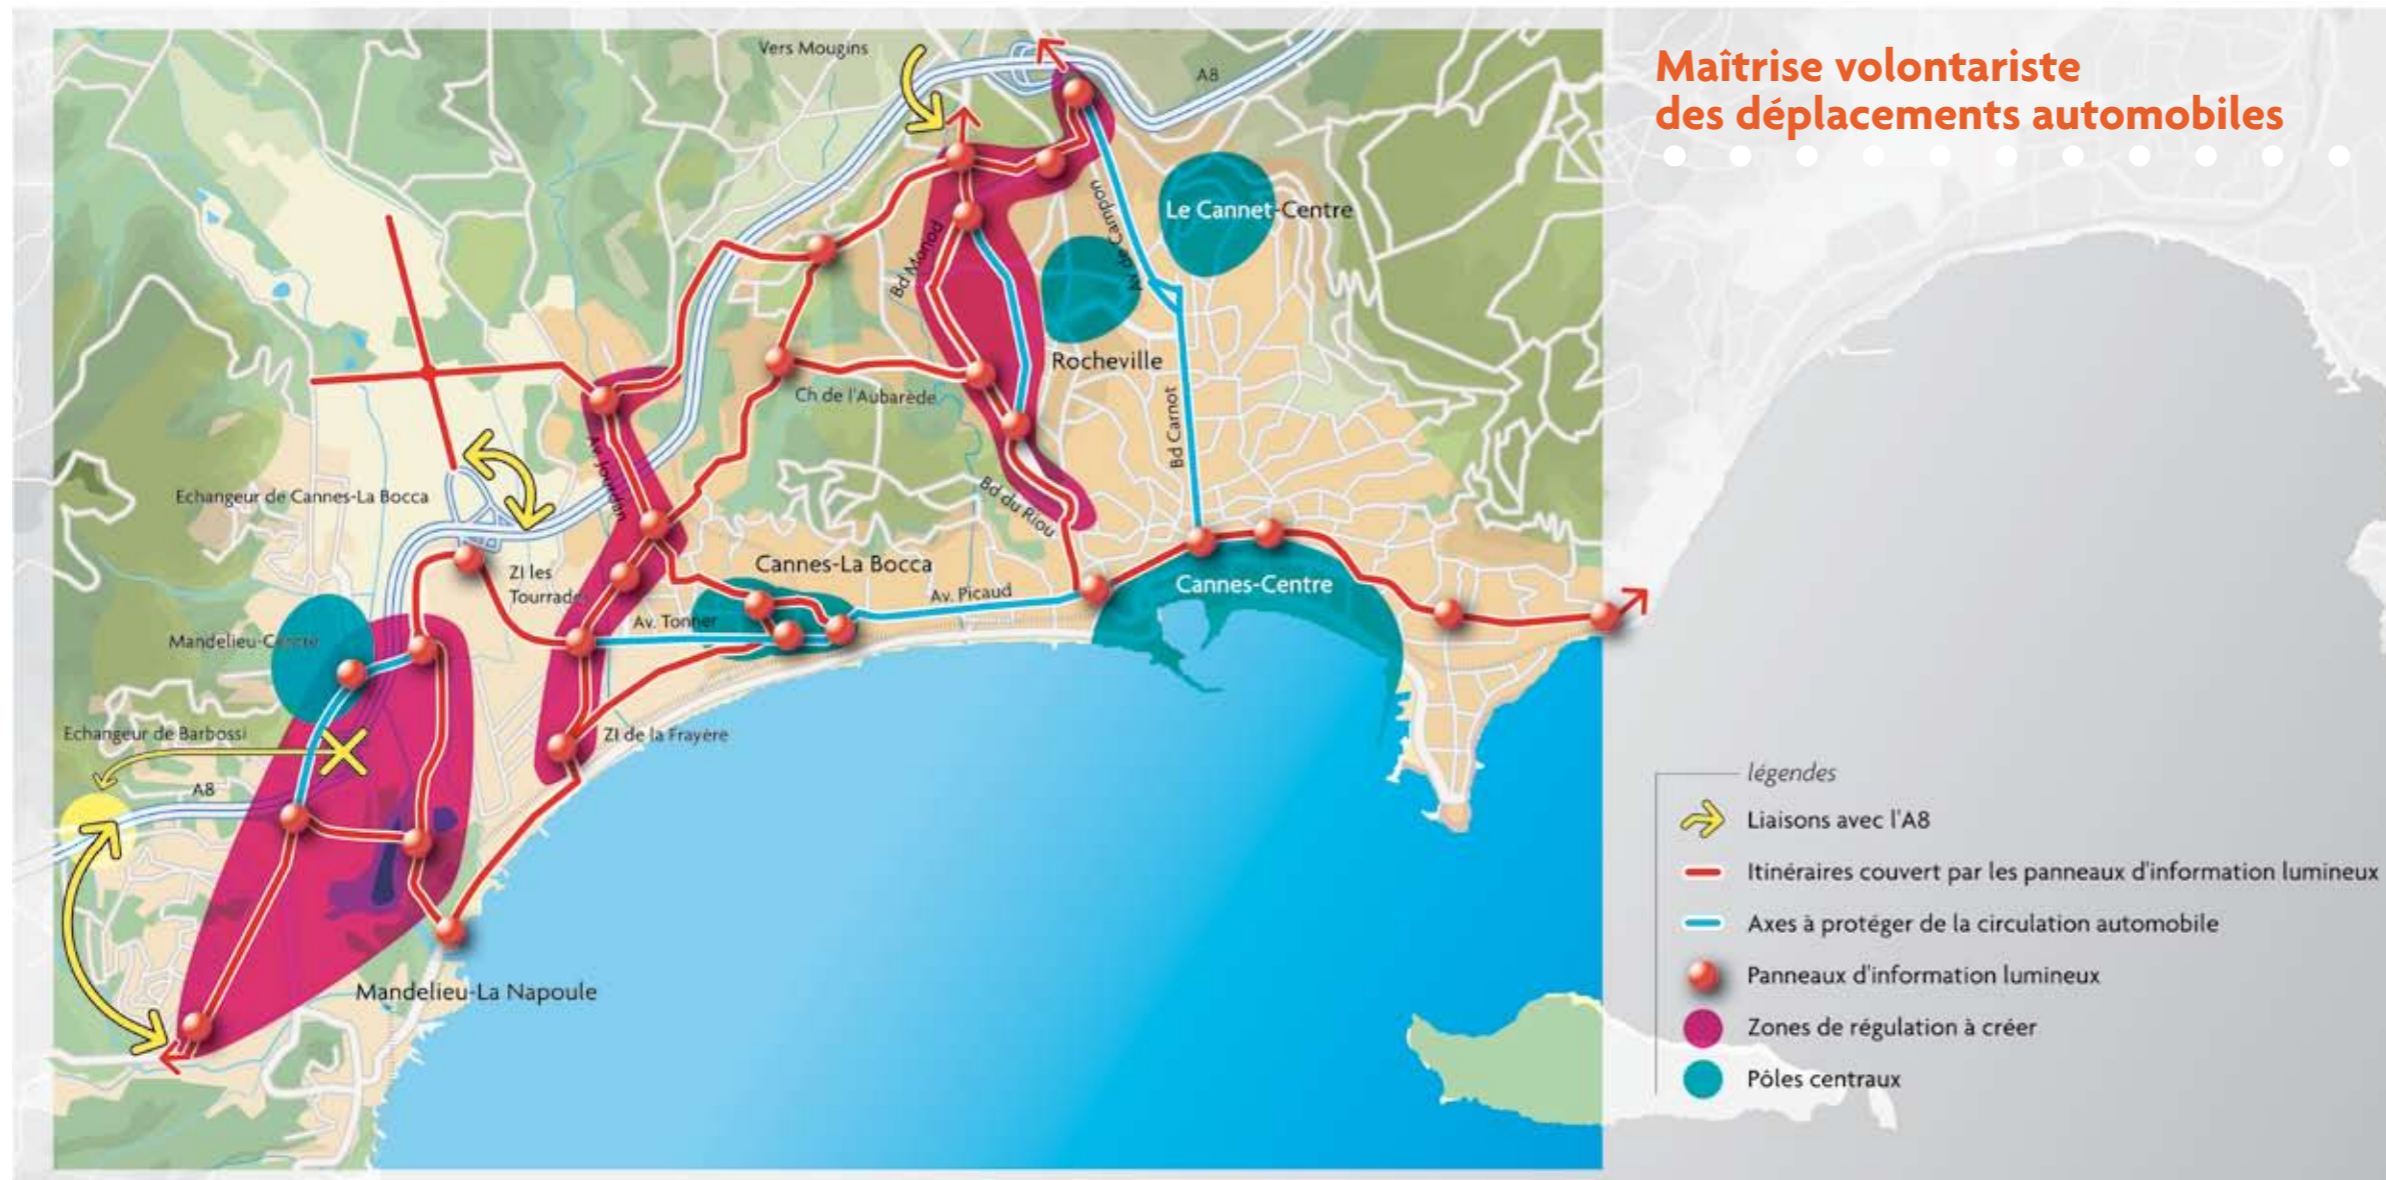 Maîtrise volontariste
des déplacements automobiles
Vers Mougins
A8
Av de Campon
Le Cannet-Centre
Bd Monod
Rocheville
Ch de l'Aubarède
Bd Carnot
Av. Jourdan
Echangeur de Cannes-La Bocca
Bd du Riou
Cannes-La Bocca
ZI les
Tourrades
Cannes-Centre
Av. Picaud
Av. Tonner
Mandelieu-Centre
Echangeur de Barbossi
ZI de la Frayère
A8
Mandelieu-La Napoule
légendes
Liaisons avec l'A8
Itinéraires couvert par les panneaux d'information lumineux
Axes à protéger de la circulation automobile
Panneaux d'information lumineux
Zones de régulation à créer
Pôles centraux